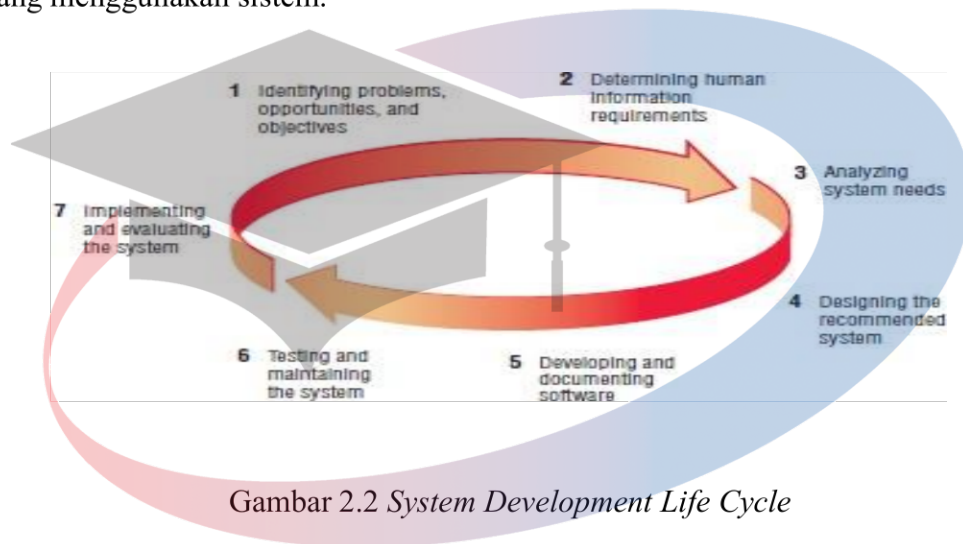 menggunakan sistem.
1 Identifying problems,
opportunities, and
objectives
2 Determining human
information
requirements
3 Analyzing
system needs
4 Designing the
recommended
system
5 Developing and
documenting
software
6 Testing and
maintaining
the system
7 Implementing
and evaluating
the system
Gambar 2.2 System Development Life Cycle